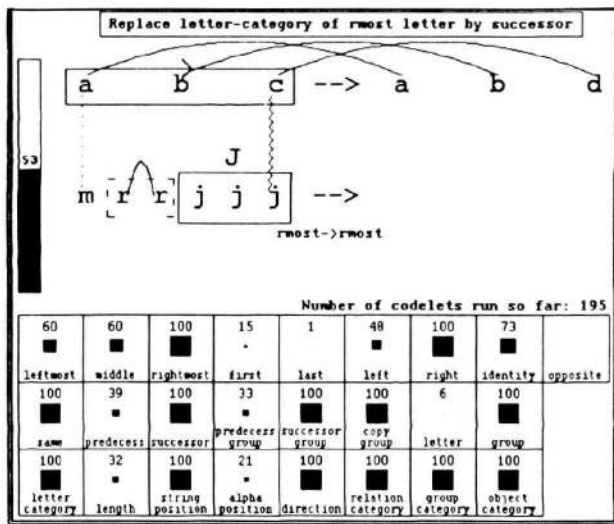 Replace letter-category of rmost letter by successor
a b c --> a b d
53
J
m r r j j j -->
rmost->rmost
Number of codelets run so far: 195
60 60 100 15 1 40 100 73
leftmost middle rightmost first last left right identity opposite
100 39 100 33 100 100 6 100
same predecess successor predecess group successor group copy group letter group
100 32 100 21 100 100 100 100
letter category length string position alpha position direction relation category group category object category